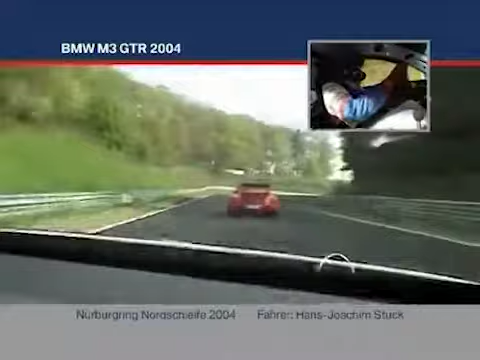 BMW M3 GTR 2004
Nürburgring Nordschleife 2004 Fahrer: Hans-Joachim Stuck